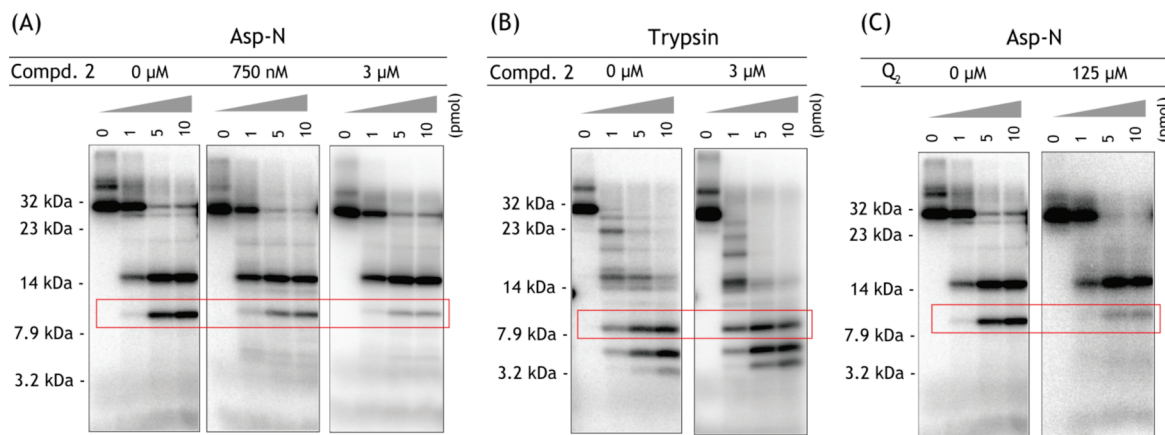 (A)
Asp-N
Compd. 2 0 μM 750 nM 3 μM
0 1 5 10 0 1 5 10 0 1 5 10 (pmol)
32 kDa -
23 kDa -
14 kDa -
7.9 kDa -
3.2 kDa -
(B)
Trypsin
Compd. 2 0 μM 3 μM
0 1 5 10 0 1 5 10 (pmol)
32 kDa -
23 kDa -
14 kDa -
7.9 kDa -
3.2 kDa -
(C)
Asp-N
Q2 0 μM 125 μM
0 1 5 10 0 1 5 10 (pmol)
32 kDa -
23 kDa -
14 kDa -
7.9 kDa -
3.2 kDa -